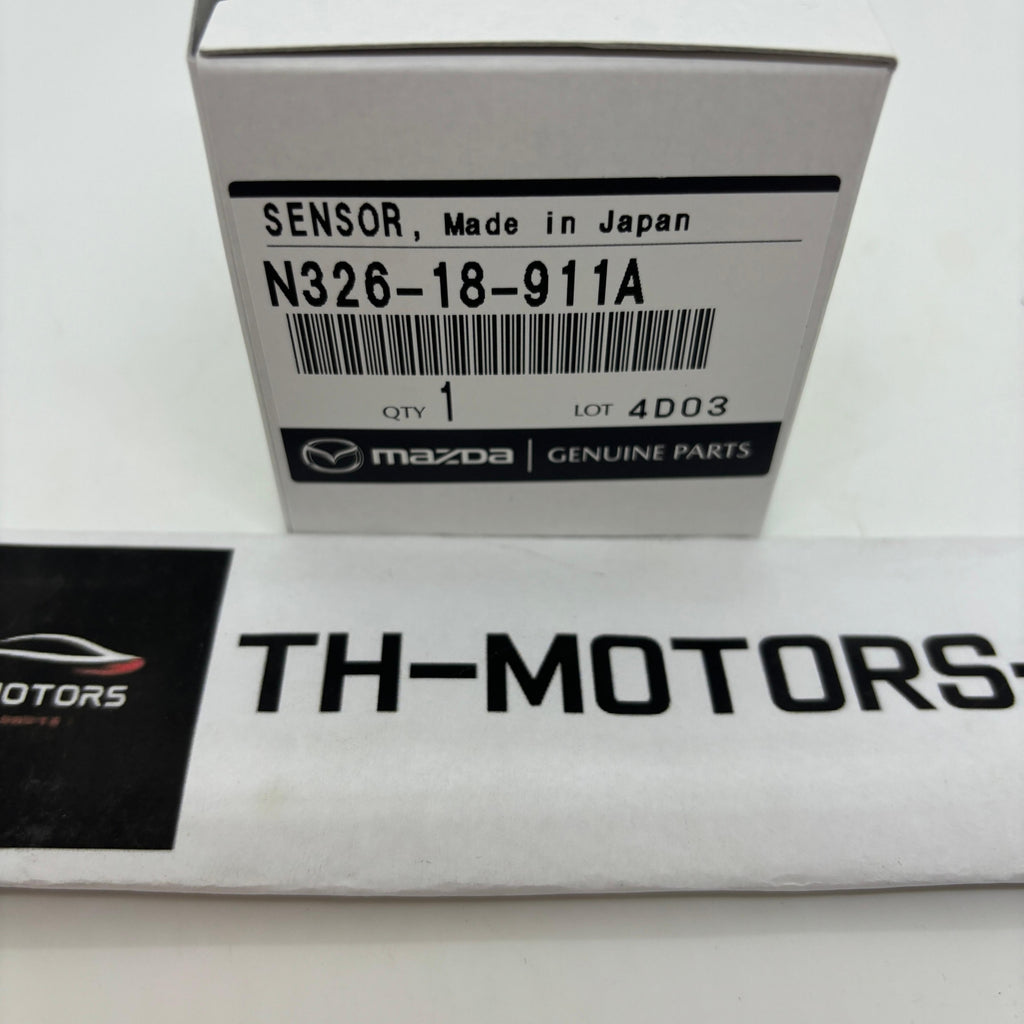 SENSOR, Made in Japan
N326-18-911A
QTY 1 LOT 4D03
mazda | GENUINE PARTS
TH-MOTORS-
MOTORS